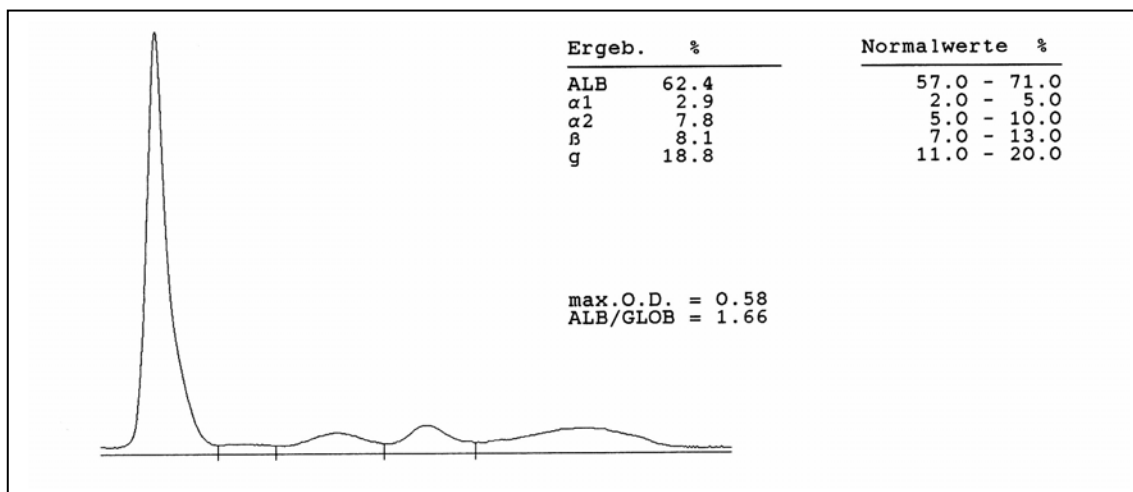 Ergeb. % Normalwerte %
ALB 62.4 57.0 - 71.0
α1 2.9 2.0 - 5.0
α2 7.8 5.0 - 10.0
ß 8.1 7.0 - 13.0
g 18.8 11.0 - 20.0
max.O.D. = 0.58
ALB/GLOB = 1.66